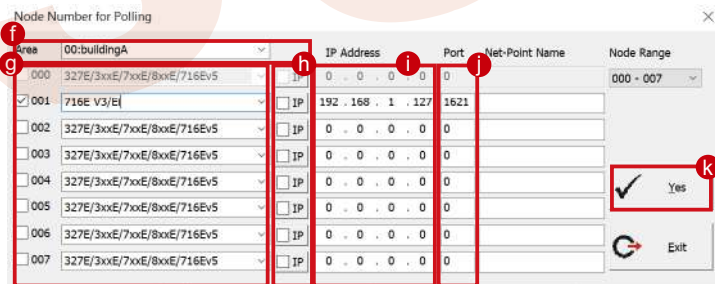 Node Number for Polling
f
Area 00:buildingA IP Address Port Net-Point Name Node Range
g h i j
000 327E/3xxE/7xxE/8xxE/716Ev5 IP 0 . 0 . 0 . 0 0 000 - 007
001 716E V3/Ei IP 192 . 168 . 1 . 127 1621
002 327E/3xxE/7xxE/8xxE/716Ev5 IP 0 . 0 . 0 . 0 0
003 327E/3xxE/7xxE/8xxE/716Ev5 IP 0 . 0 . 0 . 0 0
k
004 327E/3xxE/7xxE/8xxE/716Ev5 IP 0 . 0 . 0 . 0 0 Yes
005 327E/3xxE/7xxE/8xxE/716Ev5 IP 0 . 0 . 0 . 0 0
006 327E/3xxE/7xxE/8xxE/716Ev5 IP 0 . 0 . 0 . 0 0 Exit
007 327E/3xxE/7xxE/8xxE/716Ev5 IP 0 . 0 . 0 . 0 0